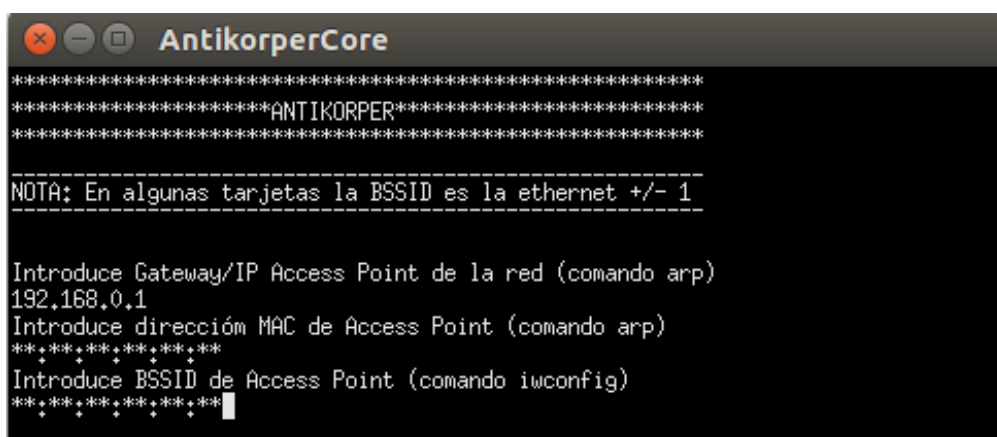 AntikorperCore
*********************************************************
*********************ANTIKORPER**************************
*********************************************************
NOTA: En algunas tarjetas la BSSID es la ethernet +/- 1
Introduce Gateway/IP Access Point de la red (comando arp)
192.168.0.1
Introduce direccióm MAC de Access Point (comando arp)
**:**:**:**:**:**
Introduce BSSID de Access Point (comando iwconfig)
**:**:**:**:**:**